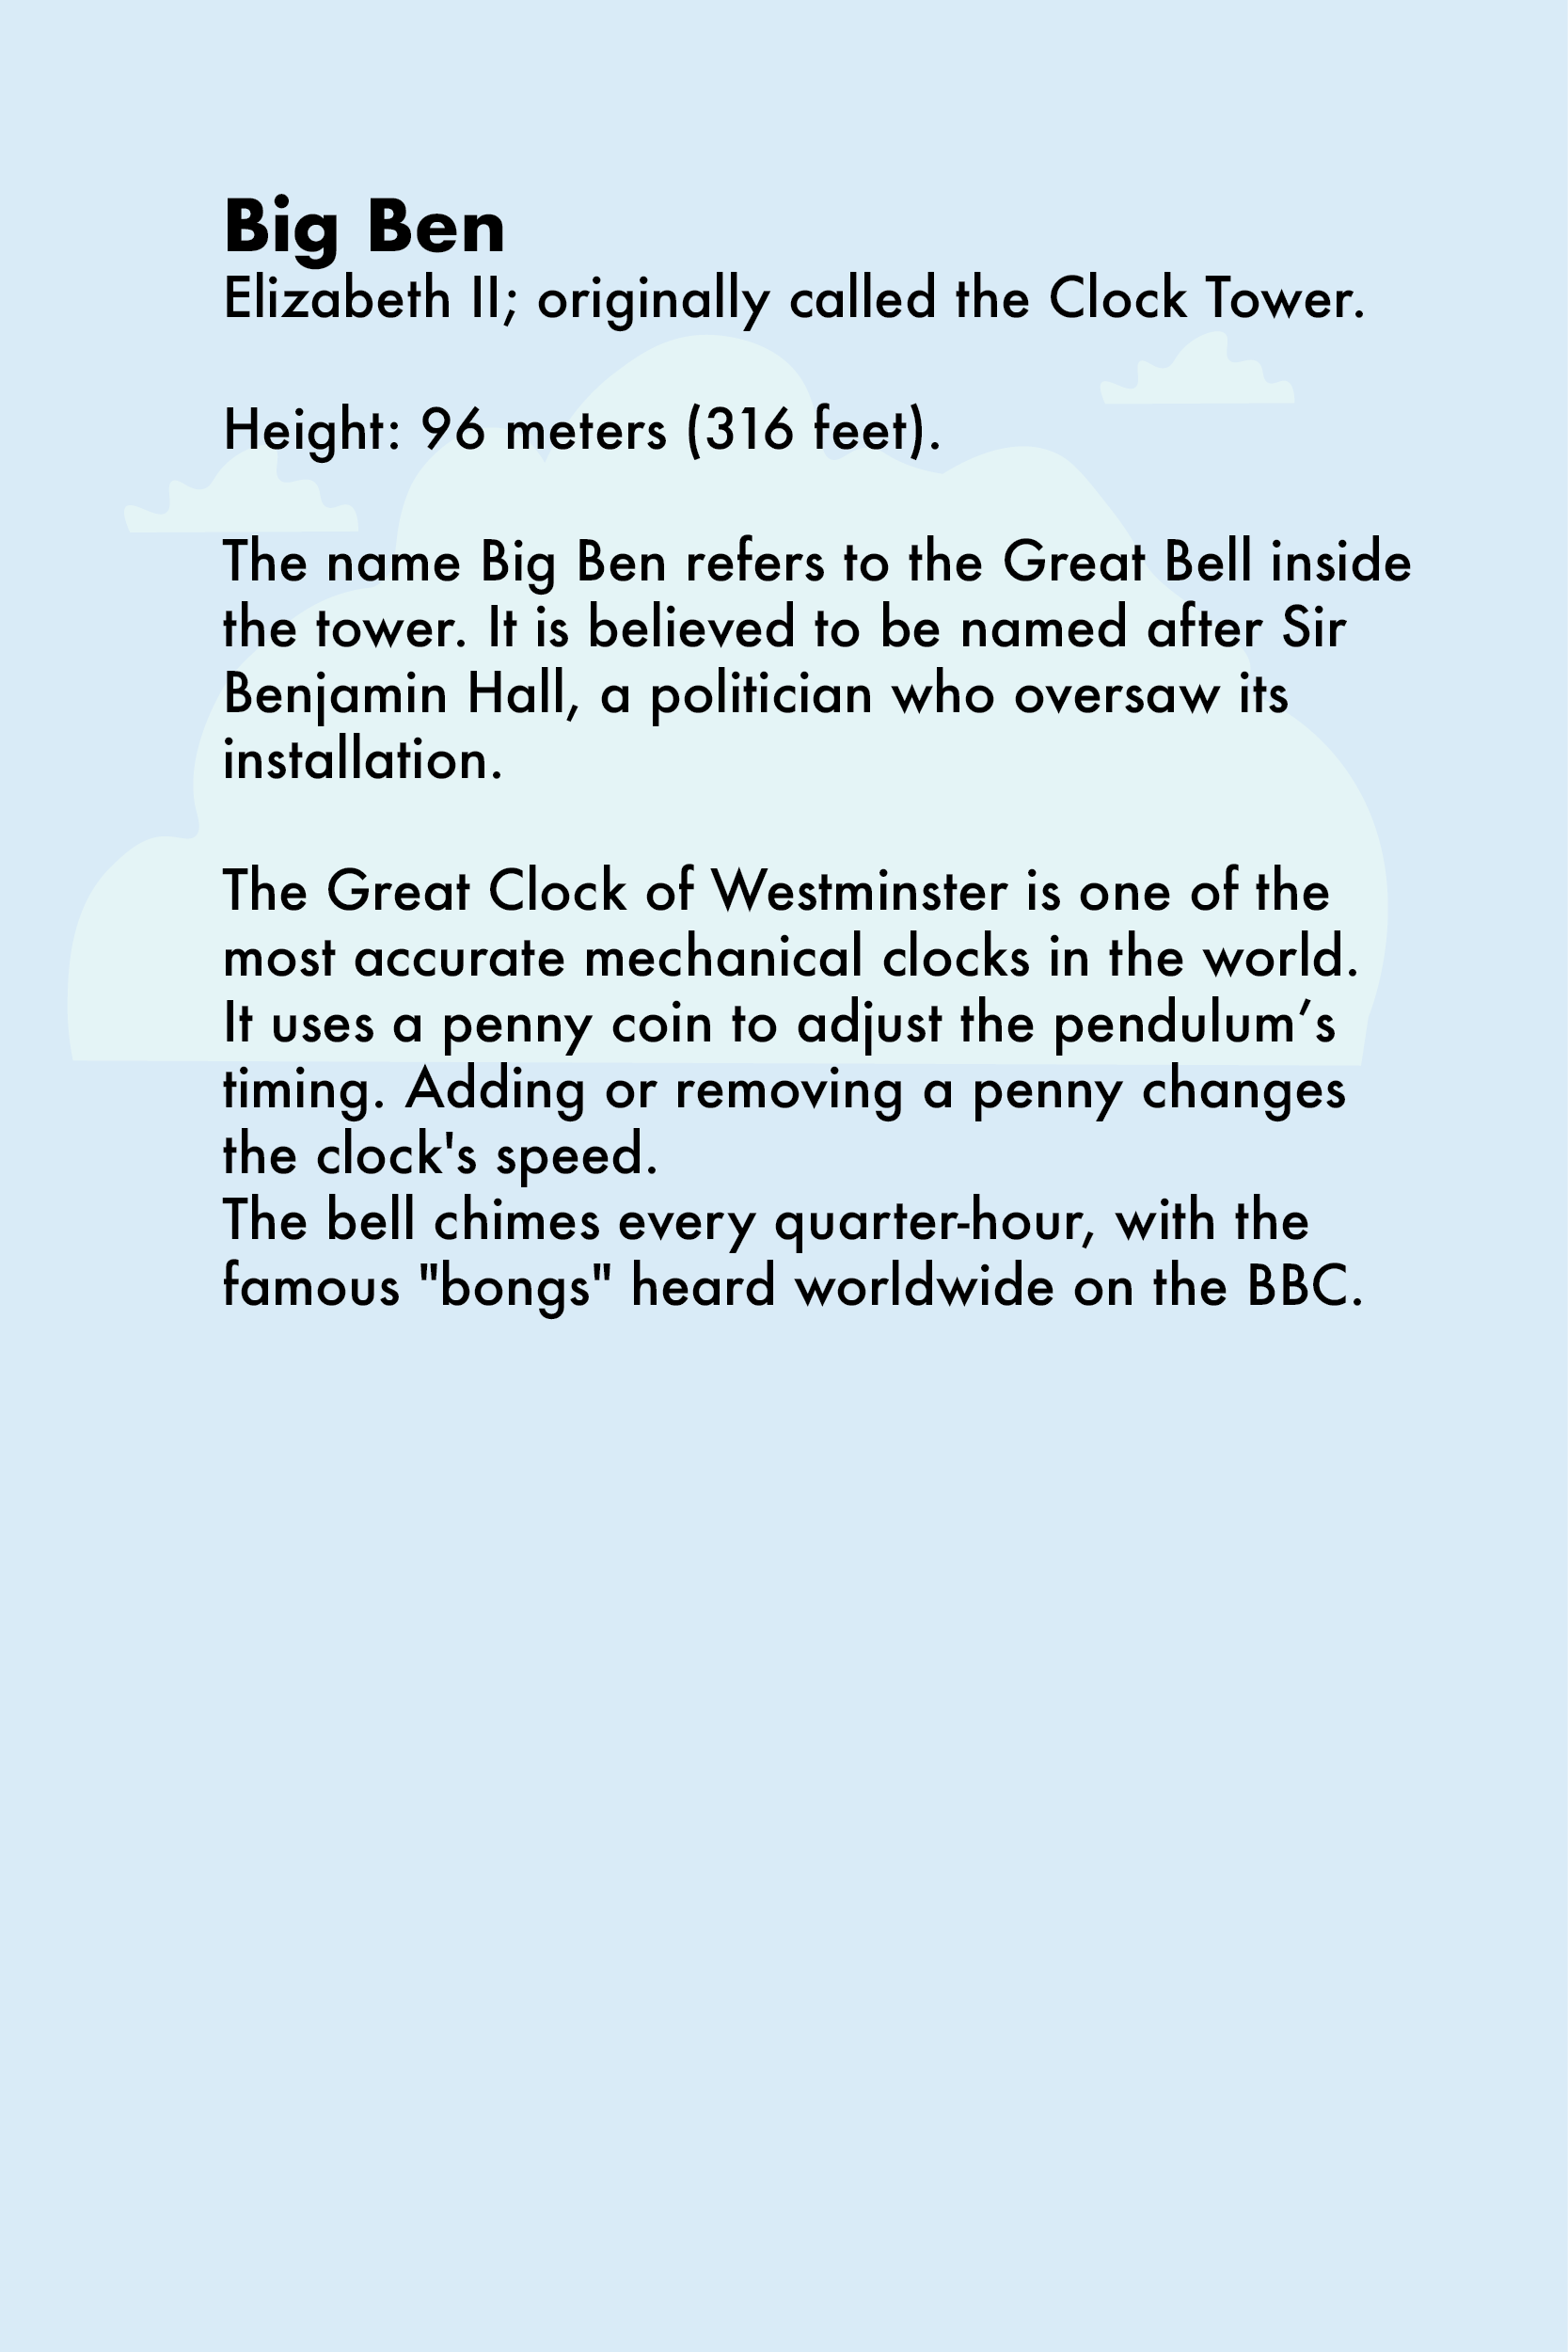 Big Ben
Elizabeth II; originally called the Clock Tower.
Height: 96 meters (316 feet).
The name Big Ben refers to the Great Bell inside
the tower. It is believed to be named after Sir
Benjamin Hall, a politician who oversaw its
installation.
The Great Clock of Westminster is one of the
most accurate mechanical clocks in the world.
It uses a penny coin to adjust the pendulum’s
timing. Adding or removing a penny changes
the clock's speed.
The bell chimes every quarter-hour, with the
famous "bongs" heard worldwide on the BBC.